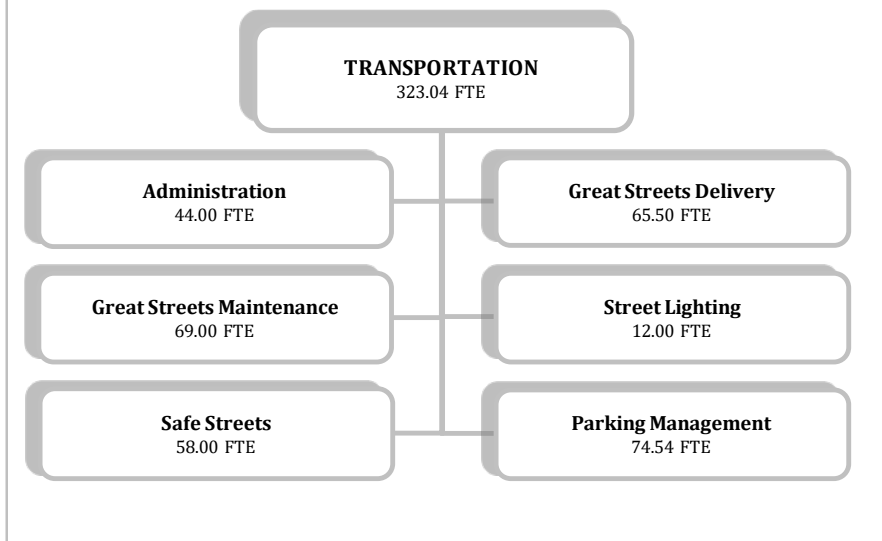 TRANSPORTATION
323.04 FTE
Administration
44.00 FTE
Great Streets Delivery
65.50 FTE
Great Streets Maintenance
69.00 FTE
Street Lighting
12.00 FTE
Safe Streets
58.00 FTE
Parking Management
74.54 FTE